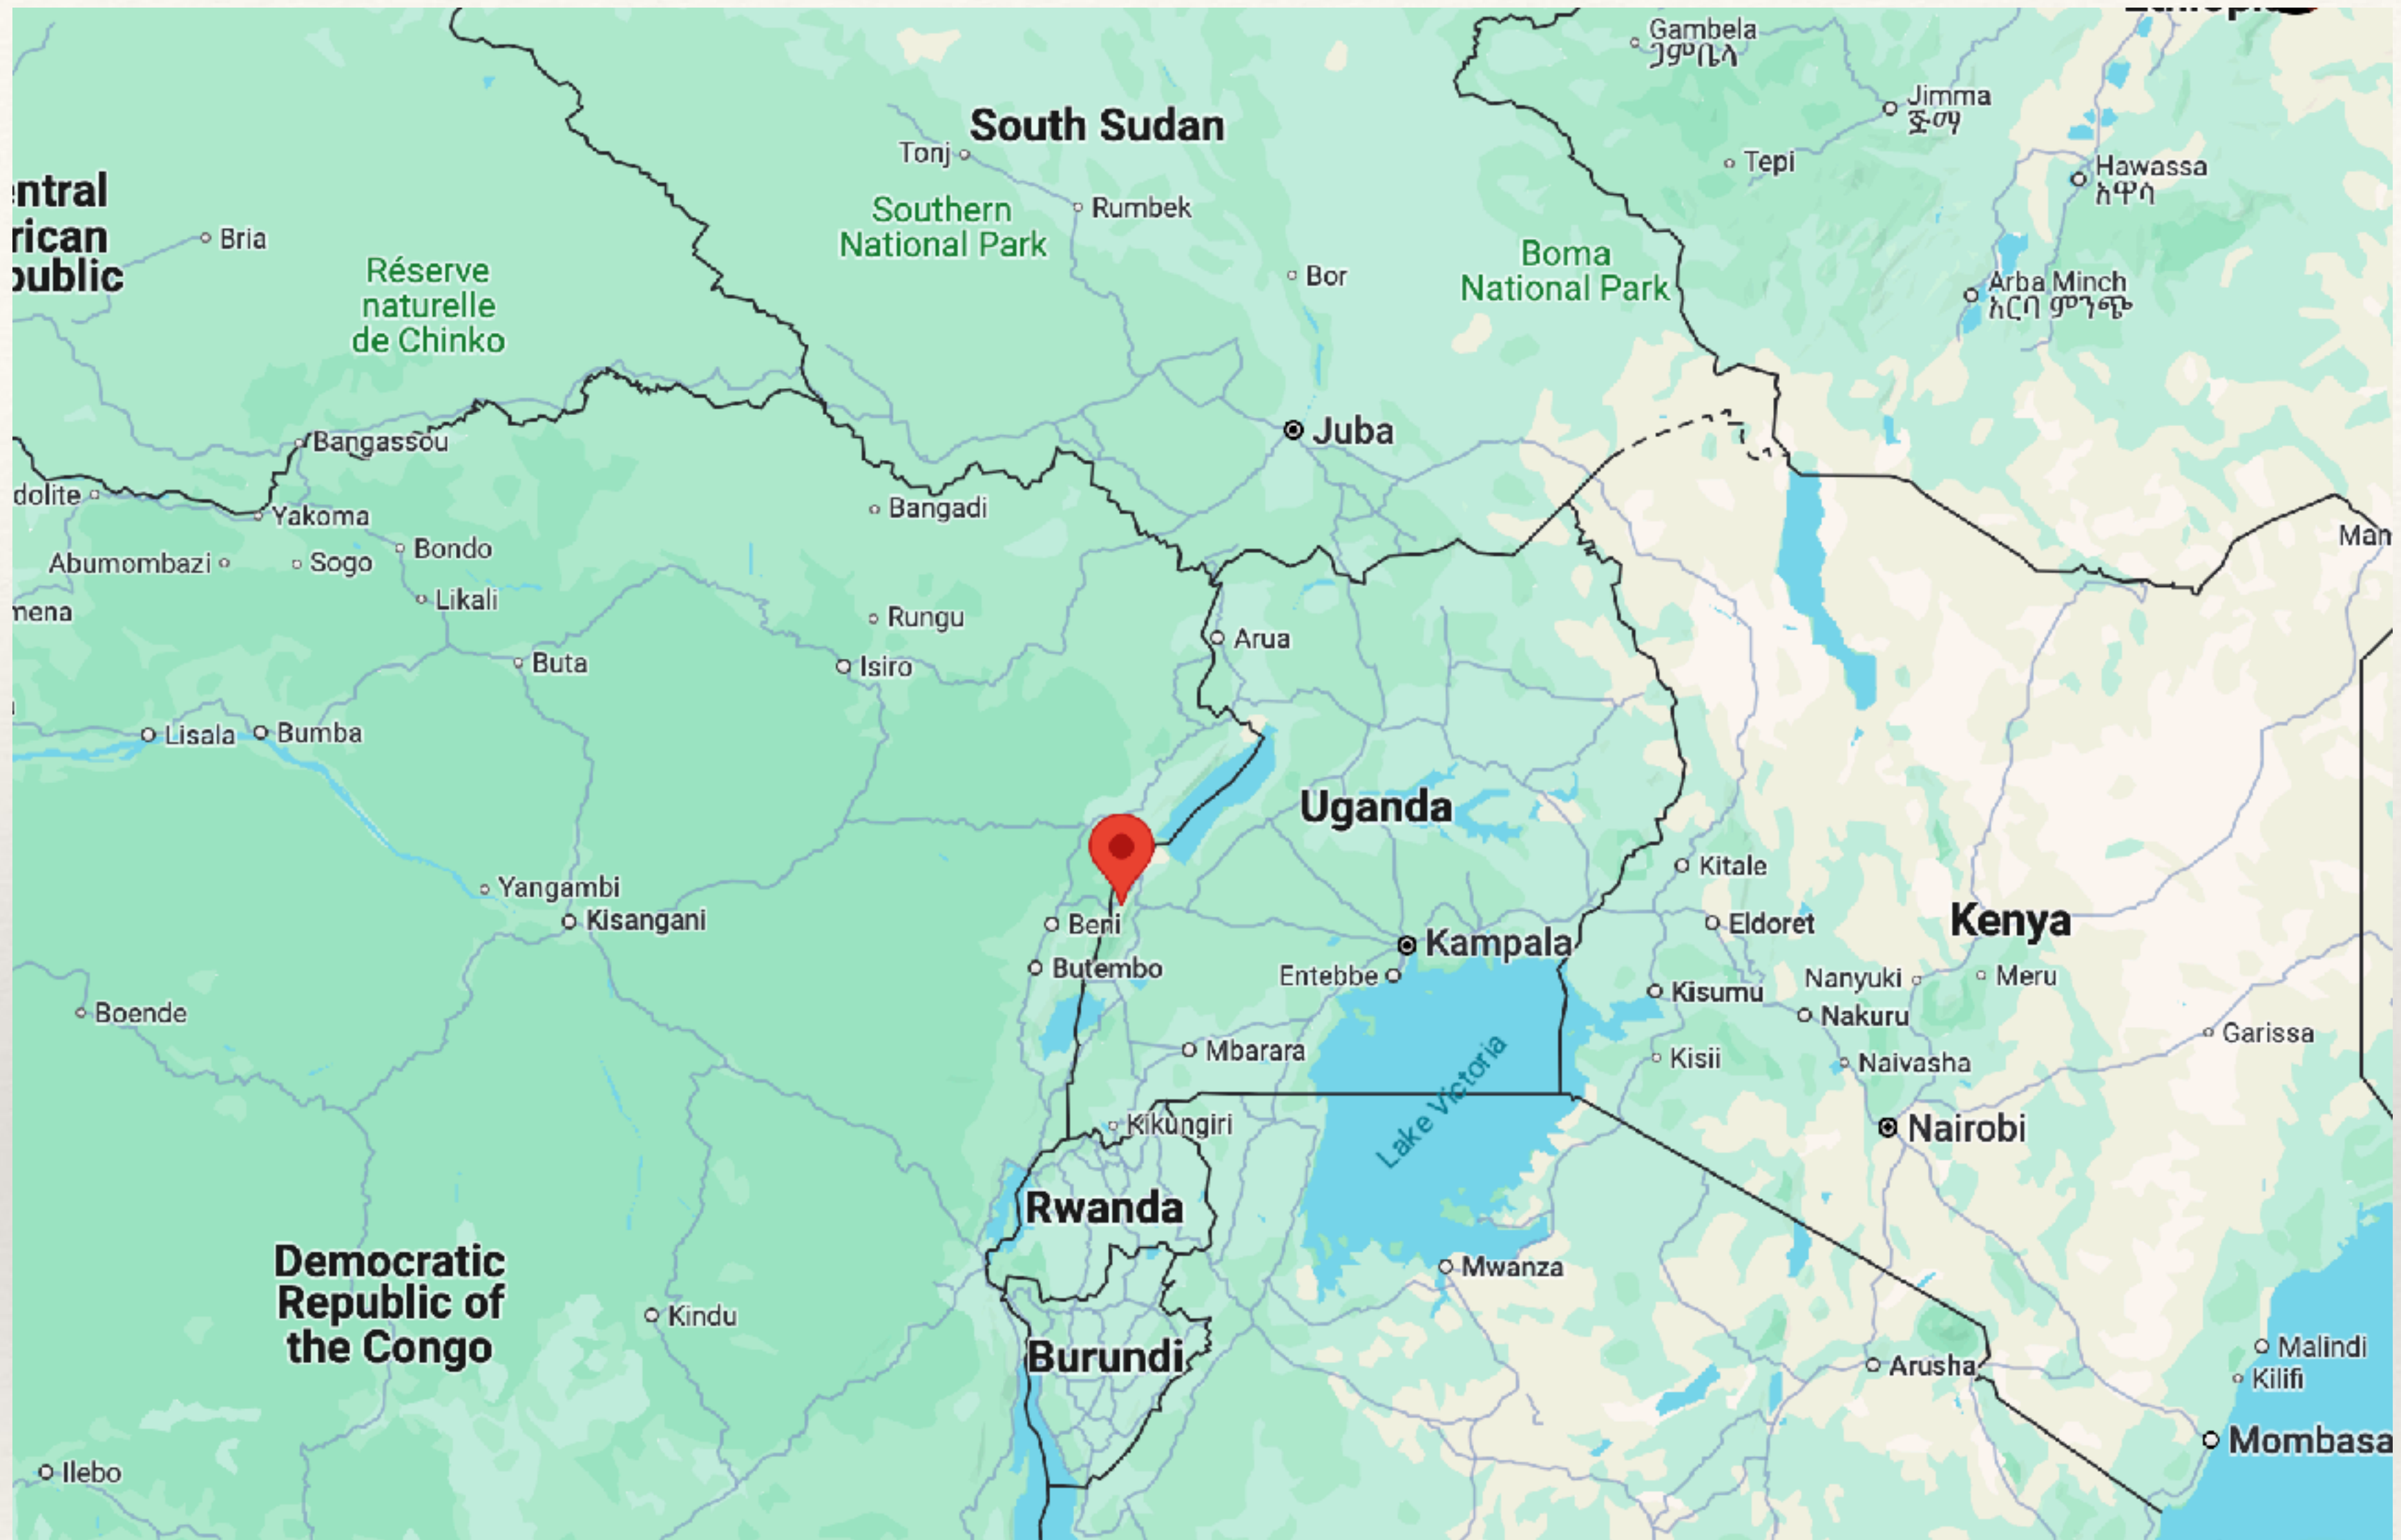 Gambela
ጋምቤላ
Jimma
ጅማ
South Sudan
Tonj
Tepi
Hawassa
አዋሳ
ntral
rican
public
Southern
National Park
Rumbek
Bria
Boma
National Park
Réserve
naturelle
de Chinko
Bor
Arba Minch
አርባ ምንጭ
Juba
Bangassou
dolite
Yakoma
Bangadi
Bondo
Abumombazi
Sogo
Man
Likali
mena
Rungu
Arua
Buta
Isiro
Lisala
Bumba
Uganda
Kitale
Yangambi
Kisangani
Beni
Eldoret
Kenya
Kampala
Butembo
Entebbe
Nanyuki
Meru
Kisumu
Boende
Nakuru
Garissa
Mbarara
Kisii
Naivasha
Lake Victoria
Kikungiri
Nairobi
Rwanda
Democratic
Republic of
the Congo
Mwanza
Kindu
Burundi
Malindi
Arusha
Kilifi
Mombasa
Ilebo